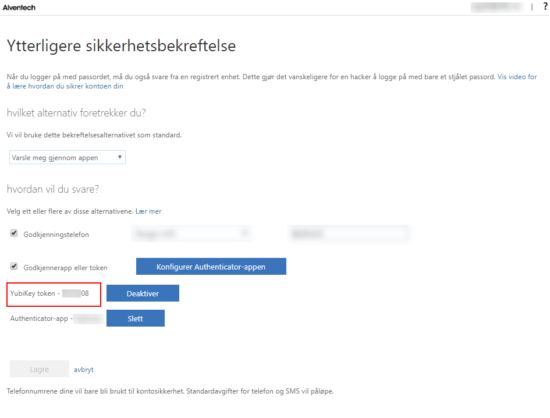 Alventech
| ?
Ytterligere sikkerhetsbekreftelse
Når du logger på med passordet, må du også svare fra en registrert enhet. Dette gjør det vanskeligere for en hacker å logge på med bare et stjålet passord. Vis video for
å lære hvordan du sikrer kontoen din
hvilket alternativ foretrekker du?
Vi vil bruke dette bekreftelsesalternativet som standard.
Varsle meg gjennom appen
hvordan vil du svare?
Velg ett eller flere av disse alternativene. Lær mer
Godkjenningstelefon
Godkjennerapp eller token Konfigurer Authenticator-appen
YubiKey token - 08 Deaktiver
Authenticator-app - Slett
Lagre avbryt
Telefonnumrene dine vil bare bli brukt til kontosikkerhet. Standardavgifter for telefon og SMS vil påløpe.